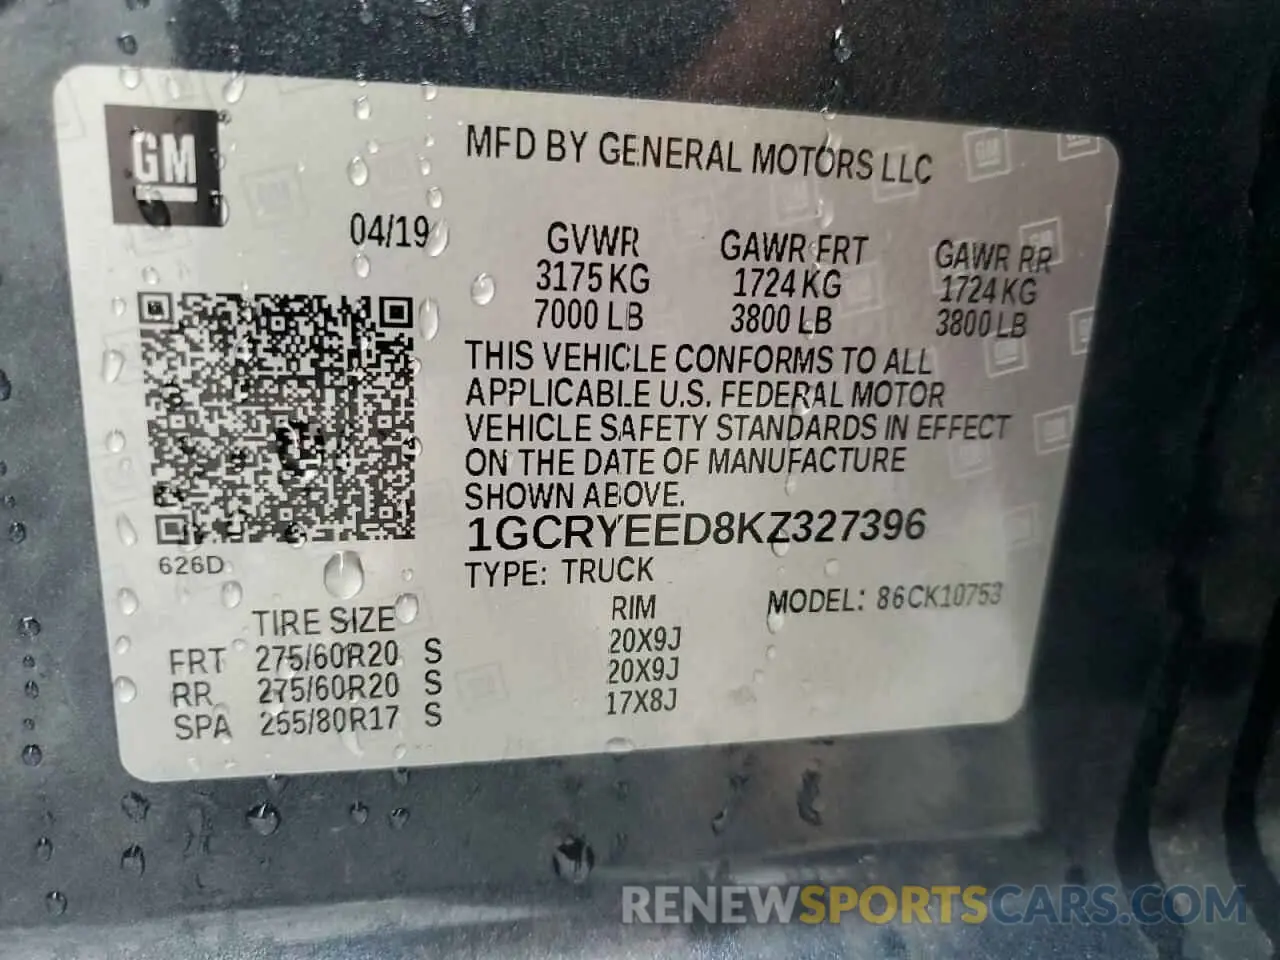 GM
MFD BY GENERAL MOTORS LLC
04/19
GVWR GAWR FRT GAWR RR
3175 KG 1724 KG 1724 KG
7000 LB 3800 LB 3800 LB
THIS VEHICLE CONFORMS TO ALL
APPLICABLE U.S. FEDERAL MOTOR
VEHICLE SAFETY STANDARDS IN EFFECT
ON THE DATE OF MANUFACTURE
SHOWN ABOVE.
1GCRYEED8KZ327396
626D
TYPE: TRUCK
TIRE SIZE RIM MODEL: 86CK10753
FRT 275/60R20 S 20X9J
RR 275/60R20 S 20X9J
SPA 255/80R17 S 17X8J
RENEWSPORTSCARS.COM